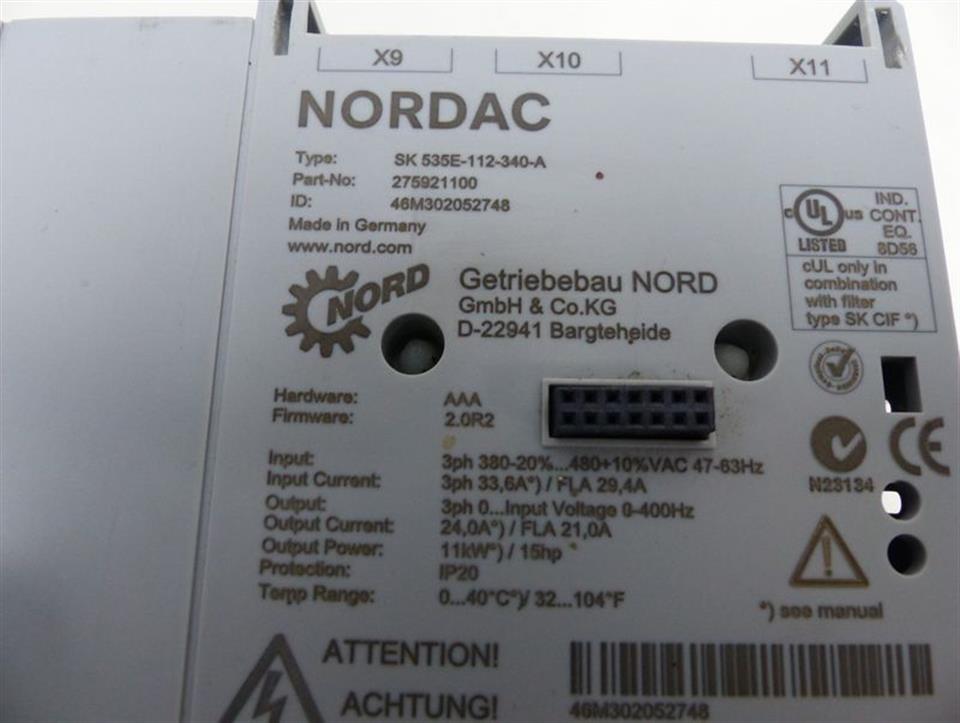 X9 X10 X11
NORDAC
Type: SK 535E-112-340-A
Part-No: 275921100
ID: 46M302052748
Made in Germany
www.nord.com
NORD
Getriebebau NORD
GmbH & Co.KG
D-22941 Bargteheide
C UL US
LISTED
IND.
CONT.
EQ.
8D56
cUL only in
combination
with filter
type SK CIF *)
Hardware: AAA
Firmware: 2.0R2
Input: 3ph 380-20%...480+10%VAC 47-63Hz
Input Current: 3ph 33,6A*) / FLA 29,4A
Output: 3ph 0...Input Voltage 0-400Hz
Output Current: 24,0A*) / FLA 21,0A
Output Power: 11kW*) / 15hp
Protection: IP20
Temp Range: 0...40°C*)/ 32...104°F
CE
N23134
*) see manual
ATTENTION!
ACHTUNG!
46M302052748